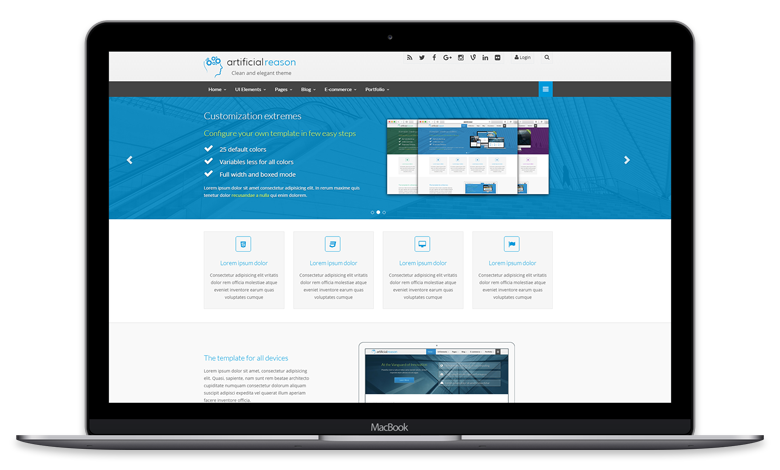 artificialreason
Clean and elegant theme
Login
Home UI Elements Pages Blog E-commerce Portfolio
Customization extremes
Configure your own template in few easy steps
25 default colors
Variables less for all colors
Full width and boxed mode
Lorem ipsum dolor sit amet consectetur adipisicing elit. In rerum maxime quis
tenetur dolor recusandae a nulla qui enim dolorem.
Lorem ipsum dolor Lorem ipsum dolor Lorem ipsum dolor Lorem ipsum dolor
Consectetur adipisicing elit vritatis Consectetur adipisicing elit vritatis Consectetur adipisicing elit vritatis Consectetur adipisicing elit vritatis
dolor rem officia molestiae atque dolor rem officia molestiae atque dolor rem officia molestiae atque dolor rem officia molestiae atque
eveniet inventore earum quas eveniet inventore earum quas eveniet inventore earum quas eveniet inventore earum quas
voluptates cumque voluptates cumque voluptates cumque voluptates cumque
artificialreason
The template for all devices
Lorem ipsum dolor sit amet, consectetur adipisicing
elit. Quasi, sapiente, nam sunt rem beatae architecto
cupiditate numquam consectetur dolorum aliquam
suscipit adipisci expedita vel quaerat illum aperiam
facere inventore officia.
MacBook